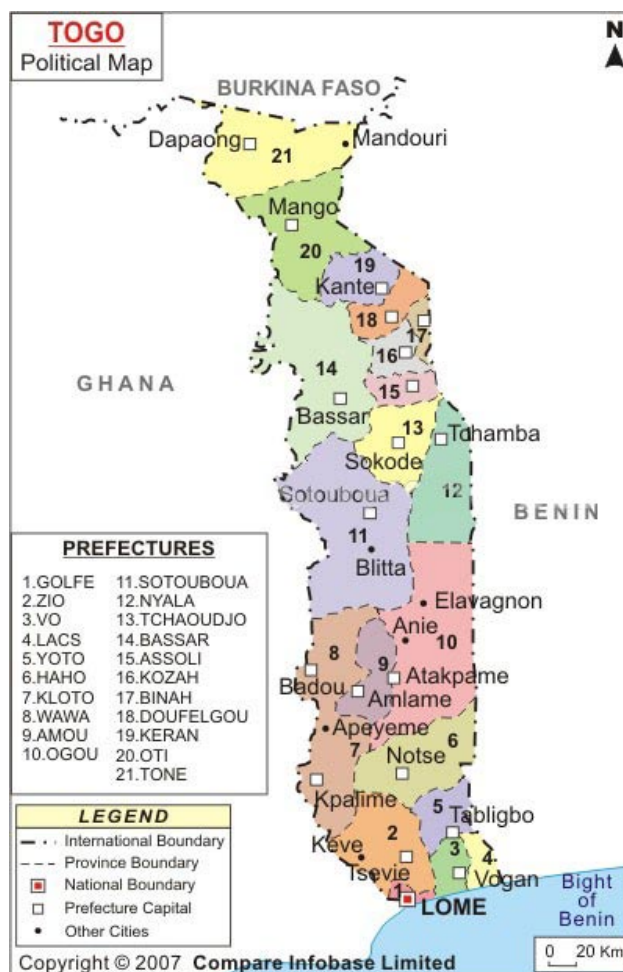 TOGO
Political Map
N
BURKINA FASO
Dapaong
21
Mandouri
Mango
20
19
Kante
18
17
16
GHANA
14
15
Bassar
13
Tchamba
Sokode
Sotouboua
12
BENIN
11
Blitta
PREFECTURES
1.GOLFE
2.ZIO
3.VO
4.LACS
5.YOTO
6.HAHO
7.KLOTO
8.WAWA
9.AMOU
10.OGOU
11.SOTOUBOUA
12.NYALA
13.TCHAOUDJO
14.BASSAR
15.ASSOLI
16.KOZAH
17.BINAH
18.DOUFELGOU
19.KERAN
20.OTI
21.TONE
Elavagnon
Anie
10
8
9
Badou
Atakpame
Amlame
Apeyeme
7
6
Notse
Kpalime
5
Tabligbo
2
Keve
3
4
Tsevie
Vogan
1
LOME
Bight
of
Benin
LEGEND
International Boundary
Province Boundary
National Boundary
Prefecture Capital
Other Cities
0 20 Km
Copyright © 2007 Compare Infobase Limited